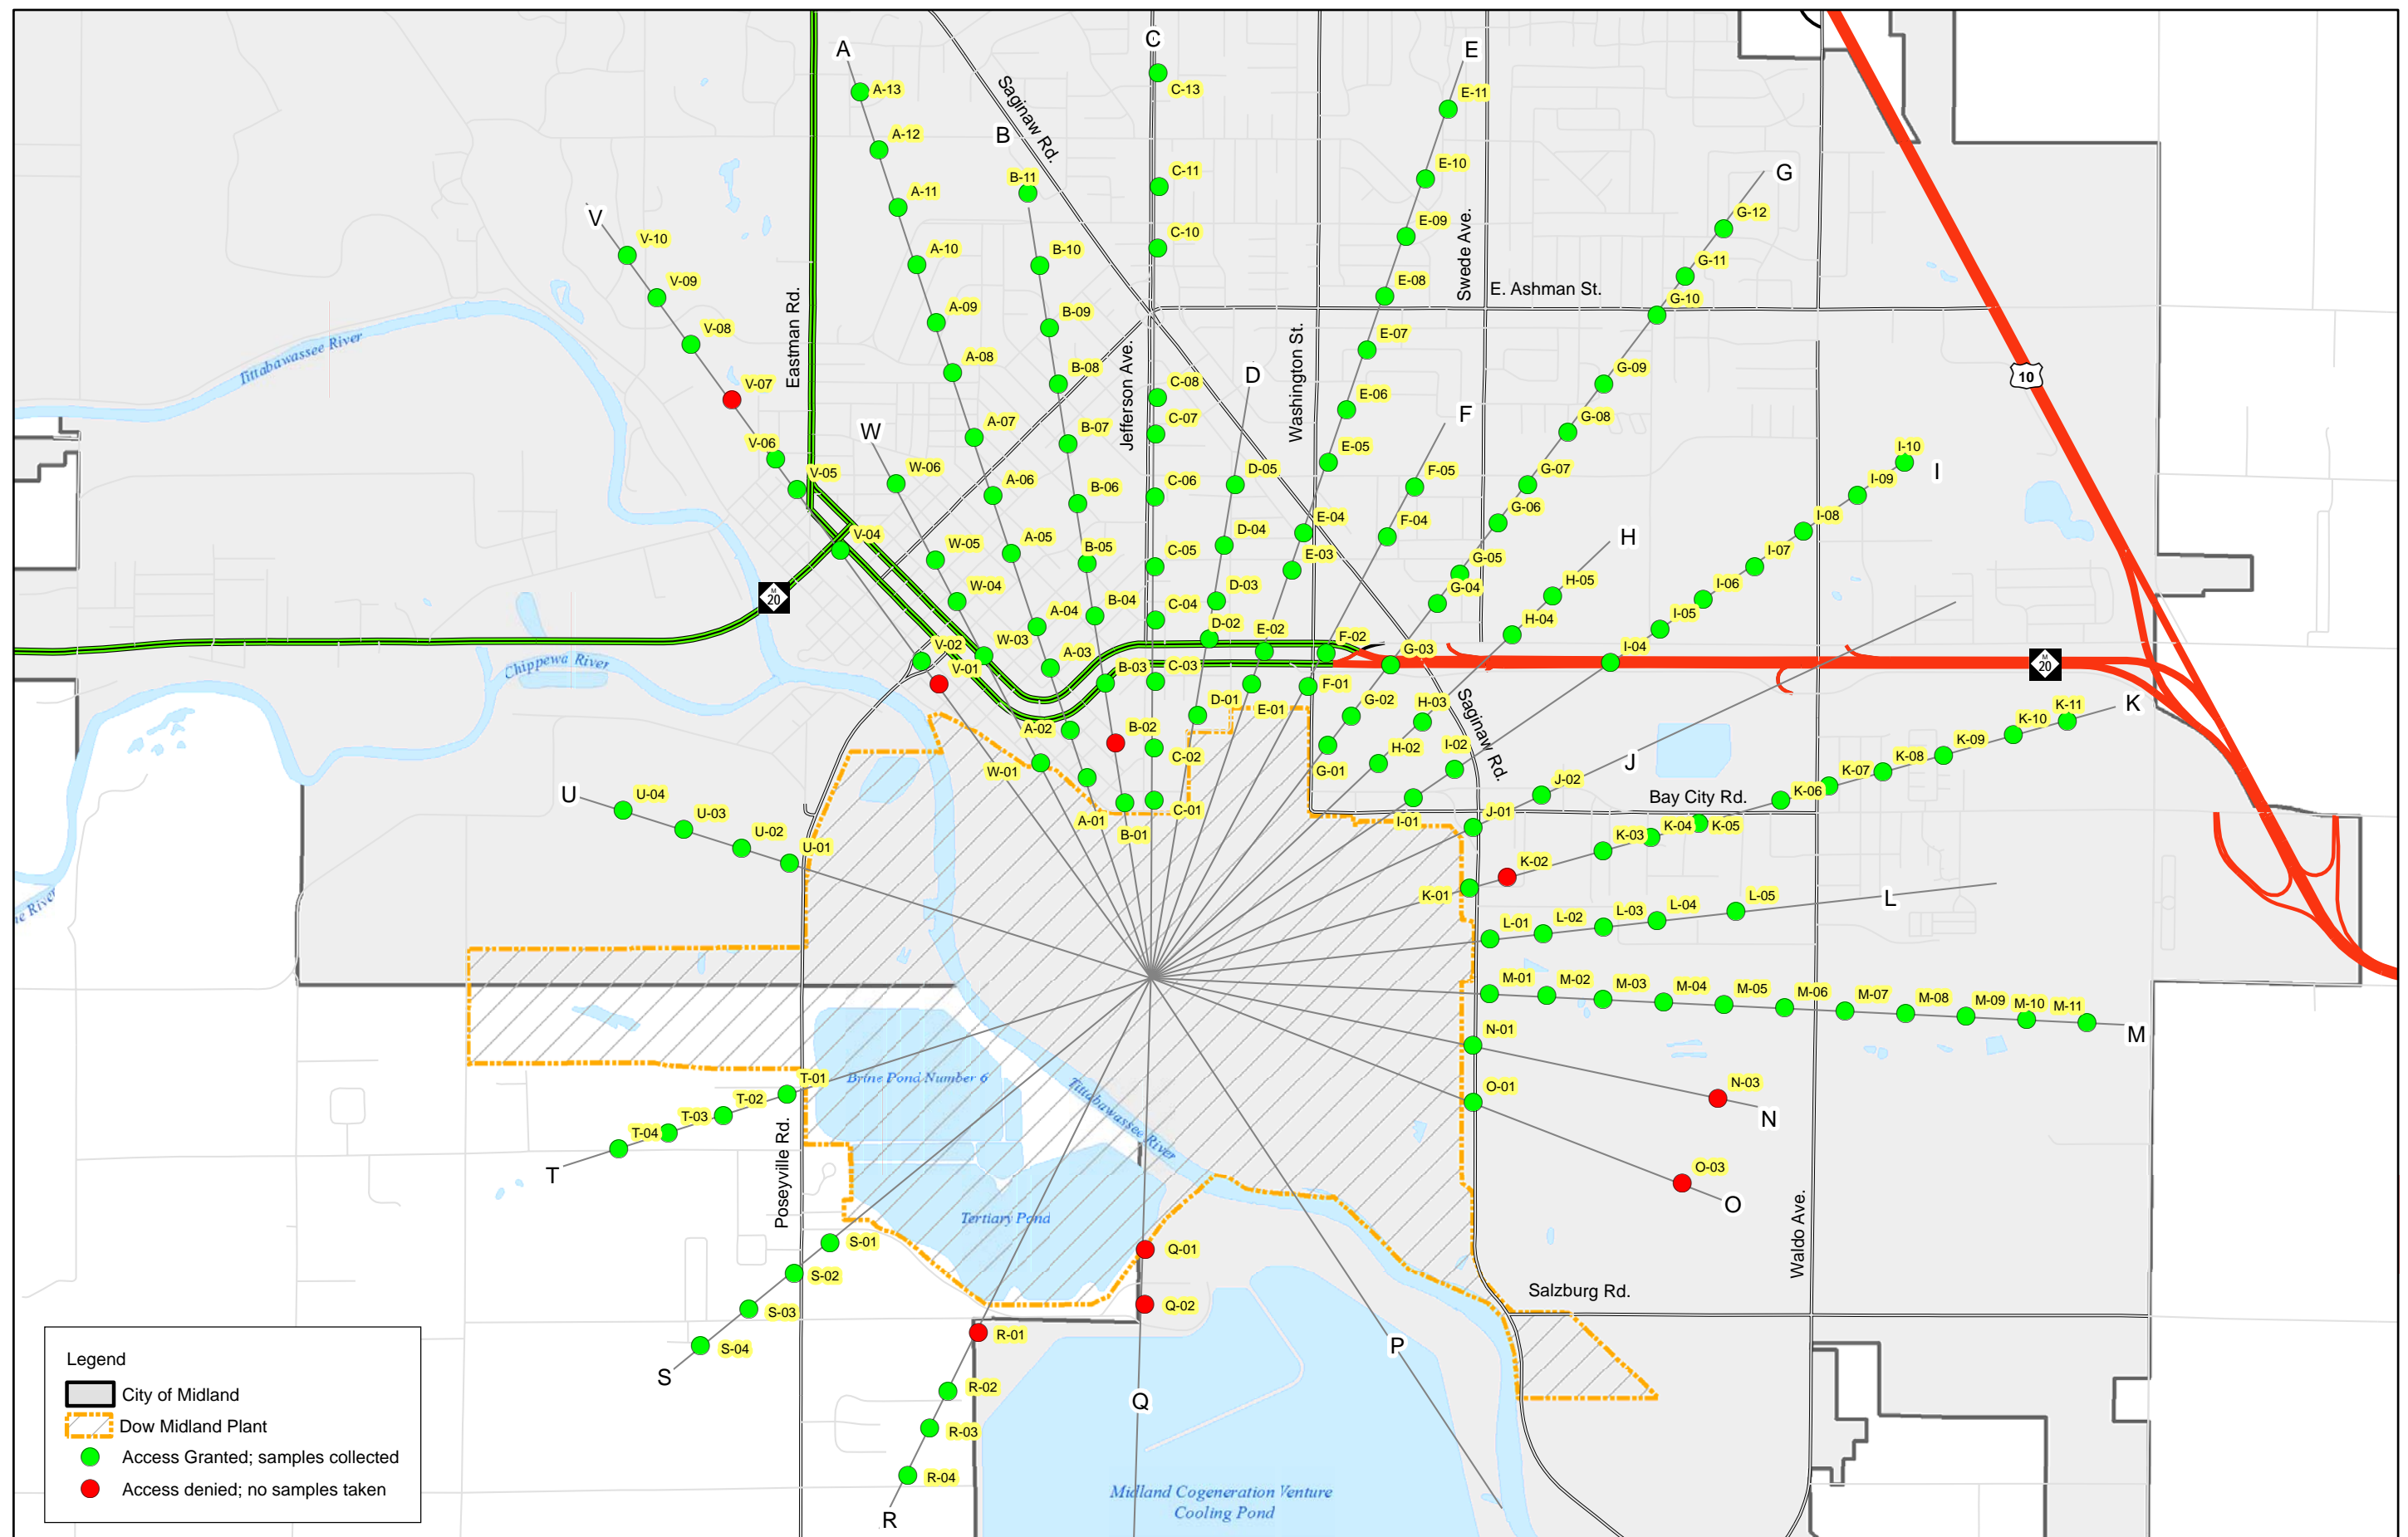 A
C
E
A-13
C-13
Saginaw Rd.
E-11
B
A-12
E-10
G
B-11
C-11
A-11
V
G-12
E-09
V-10
A-10
B-10
C-10
Swede Ave.
G-11
V-09
E-08
E. Ashman St.
G-10
Eastman Rd.
A-09
B-09
V-08
Tittabawassee River
E-07
Washington St.
Jefferson Ave.
A-08
B-08
D
C-08
10
V-07
G-09
E-06
F
C-07
W
A-07
B-07
G-08
V-06
E-05
I-10
I
V-05
W-06
A-06
B-06
C-06
D-05
F-05
G-07
I-09
G-06
E-04
F-04
I-08
V-04
W-05
A-05
B-05
C-05
D-04
E-03
H
G-05
I-07
M
20
W-04
A-04
B-04
C-04
D-03
G-04
H-05
I-06
I-05
H-04
D-02
E-02
F-02
V-02
W-03
I-04
G-03
A-03
B-03
C-03
M
20
V-01
Chippewa River
F-01
K
D-01
E-01
G-02
H-03
Saginaw Rd.
K-11
K-10
A-02
B-02
C-02
K-09
H-02
I-02
J
W-01
G-01
K-08
K-07
J-02
U
U-04
K-06
Bay City Rd.
C-01
U-03
A-01
B-01
I-01
J-01
K-05
K-04
K-03
U-02
U-01
K-02
K-01
L-05
L
L-04
L-03
L-02
L-01
ne River
M-01
M-02
M-03
M-04
M-05
M-06
M-07
M-08
M-09
M-10
M-11
M
N-01
T-01
Brine Pond Number 6
N-03
O-01
T-02
Tittabawassee River
N
T-03
T-04
T
O-03
Poseyville Rd.
O
Tertiary Pond
Waldo Ave.
S-01
Q-01
S-02
Salzburg Rd.
Q-02
S-03
R-01
P
S-04
S
R-02
Q
R-03
R-04
R
Midland Cogeneration Venture
Cooling Pond
Legend
City of Midland
Dow Midland Plant
Access Granted; samples collected
Access denied; no samples taken